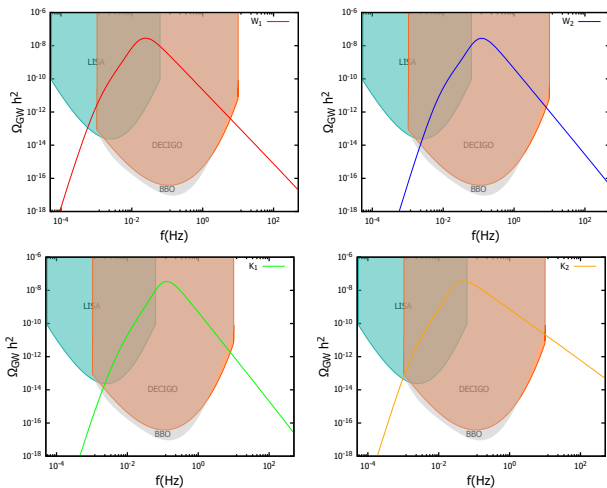 10^-6
10^-8
10^-10
10^-12
10^-14
10^-16
10^-18
Ω_GW h^2
W_1
LISA
DECIGO
BBO
10^-4
10^-2
10^0
10^2
f(Hz)
10^-6
10^-8
10^-10
10^-12
10^-14
10^-16
10^-18
Ω_GW h^2
W_2
LISA
DECIGO
BBO
10^-4
10^-2
10^0
10^2
f(Hz)
10^-6
10^-8
10^-10
10^-12
10^-14
10^-16
10^-18
Ω_GW h^2
K_1
LISA
DECIGO
BBO
10^-4
10^-2
10^0
10^2
f(Hz)
10^-6
10^-8
10^-10
10^-12
10^-14
10^-16
10^-18
Ω_GW h^2
K_2
LISA
DECIGO
BBO
10^-4
10^-2
10^0
10^2
f(Hz)